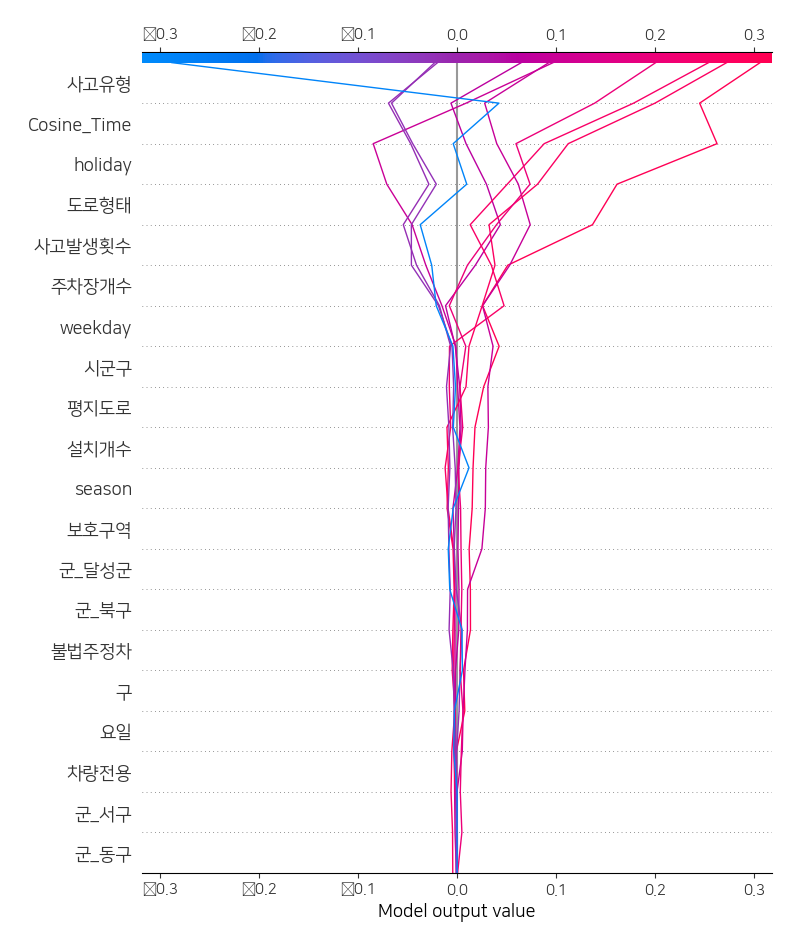 0.3 0.2 0.1 0.0 0.1 0.2 0.3
사고유형
Cosine_Time
holiday
도로형태
사고발생횟수
주차장개수
weekday
시군구
평지도로
설치개수
season
보호구역
군_달성군
군_북구
불법주정차
구
요일
차량전용
군_서구
군_동구
0.3 0.2 0.1 0.0 0.1 0.2 0.3
Model output value